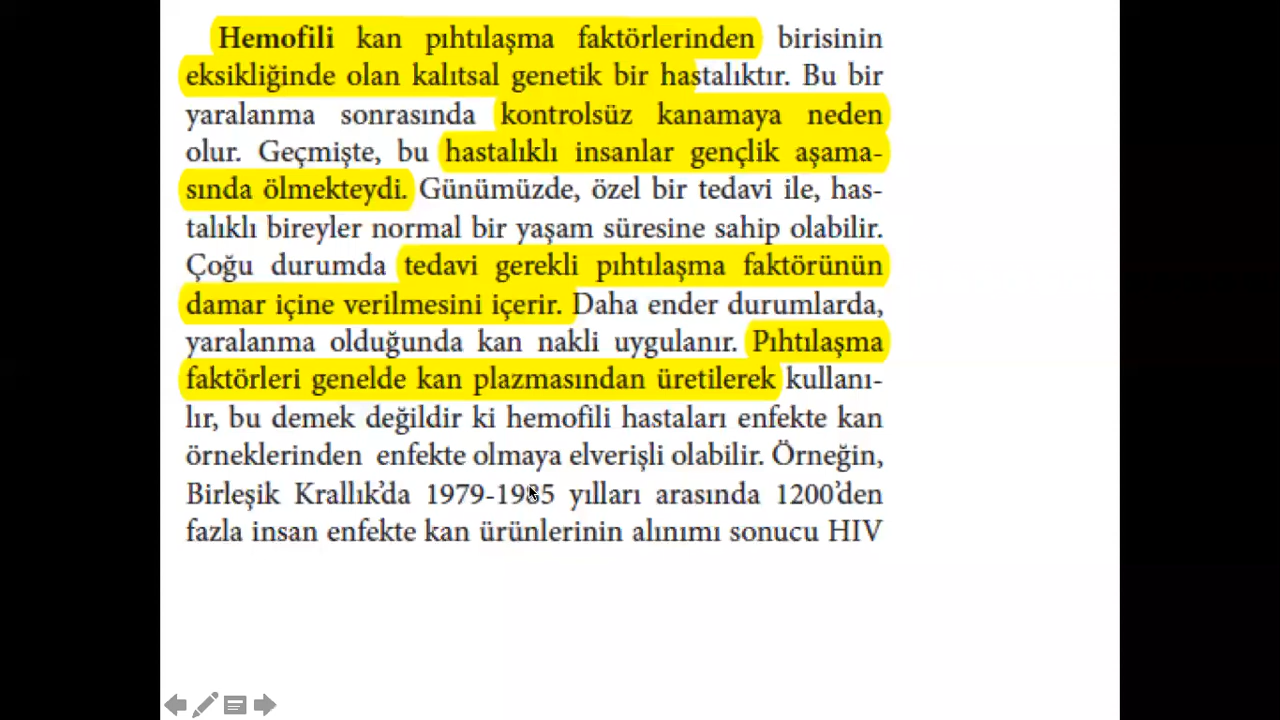 Hemofili kan pıhtılaşma faktörlerinden birisinin
eksikliğinde olan kalıtsal genetik bir hastalıktır. Bu bir
yaralanma sonrasında kontrolsüz kanamaya neden
olur. Geçmişte, bu hastalıklı insanlar gençlik aşama-
sında ölmekteydi. Günümüzde, özel bir tedavi ile, has-
talıklı bireyler normal bir yaşam süresine sahip olabilir.
Çoğu durumda tedavi gerekli pıhtılaşma faktörünün
damar içine verilmesini içerir. Daha ender durumlarda,
yaralanma olduğunda kan nakli uygulanır. Pıhtılaşma
faktörleri genelde kan plazmasından üretilerek kullanı-
lır, bu demek değildir ki hemofili hastaları enfekte kan
örneklerinden enfekte olmaya elverişli olabilir. Örneğin,
Birleşik Krallık'da 1979-1985 yılları arasında 1200'den
fazla insan enfekte kan ürünlerinin alınımı sonucu HIV